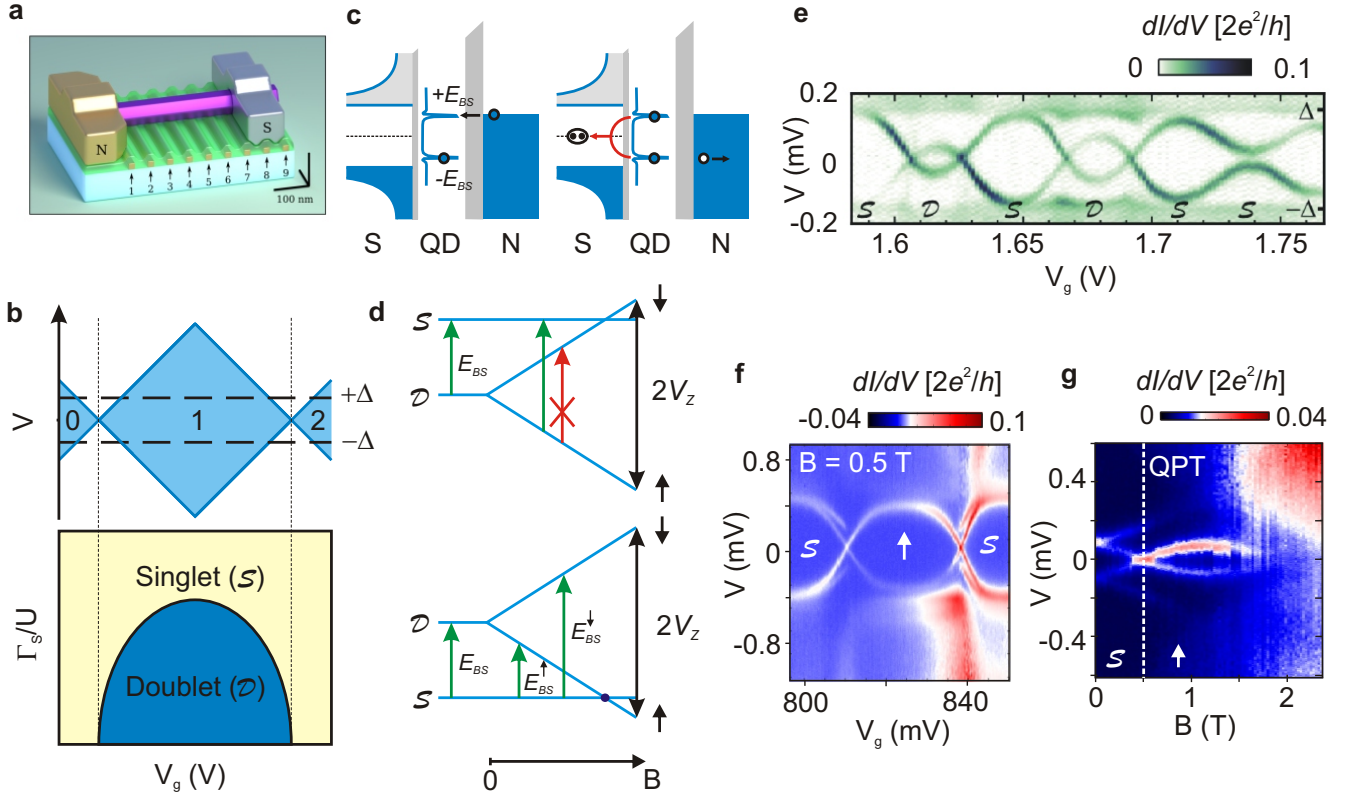 a
N
S
1 2 3 4 5 6 7 8 9
100 nm
b
V
0 1 2
+Δ
−Δ
Γ_S/U
Singlet (𝒮)
Doublet (𝒟)
V_g (V)
c
+E_BS
-E_BS
S QD N
S QD N
d
𝒮
𝒟
E_BS
2V_Z
𝒟
𝒮
E_BS
E_BS^↑
E_BS^↓
2V_Z
0 B
e
dI/dV [2e²/h]
0 0.1
V (mV)
0.2
0
-0.2
Δ
−Δ
𝒮 𝒟 𝒮 𝒟 𝒮 𝒮
1.6 1.65 1.7 1.75
V_g (V)
f
dI/dV [2e²/h]
-0.04 0.1
B = 0.5 T
V (mV)
0.8
0
-0.8
𝒮 𝒮
800 840
V_g (mV)
g
dI/dV [2e²/h]
0 0.04
QPT
V (mV)
0.4
0
-0.4
𝒮
0 1 2
B (T)